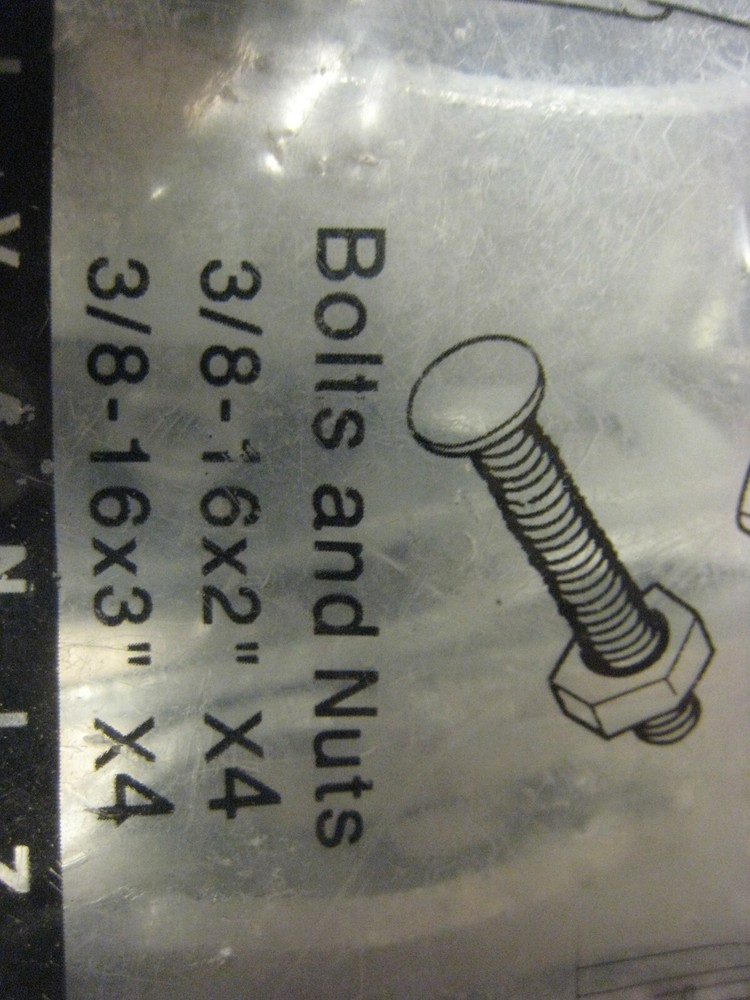 Bolts and Nuts
3/8-16x2" X4
3/8-16x3" X4